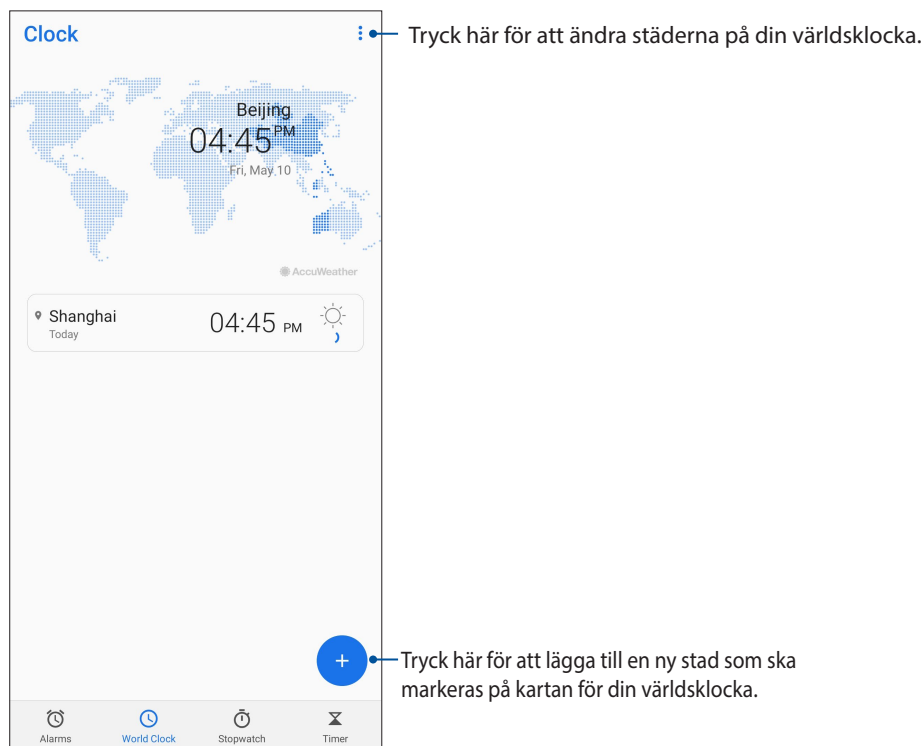 Clock
Tryck här för att ändra städerna på din världsklocka.
Beijing
04:45 PM
Fri, May 10
AccuWeather
Shanghai
Today
04:45 PM
Tryck här för att lägga till en ny stad som ska
markeras på kartan för din världsklocka.
Alarms
World Clock
Stopwatch
Timer